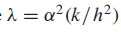 λ = α²(k/h²)